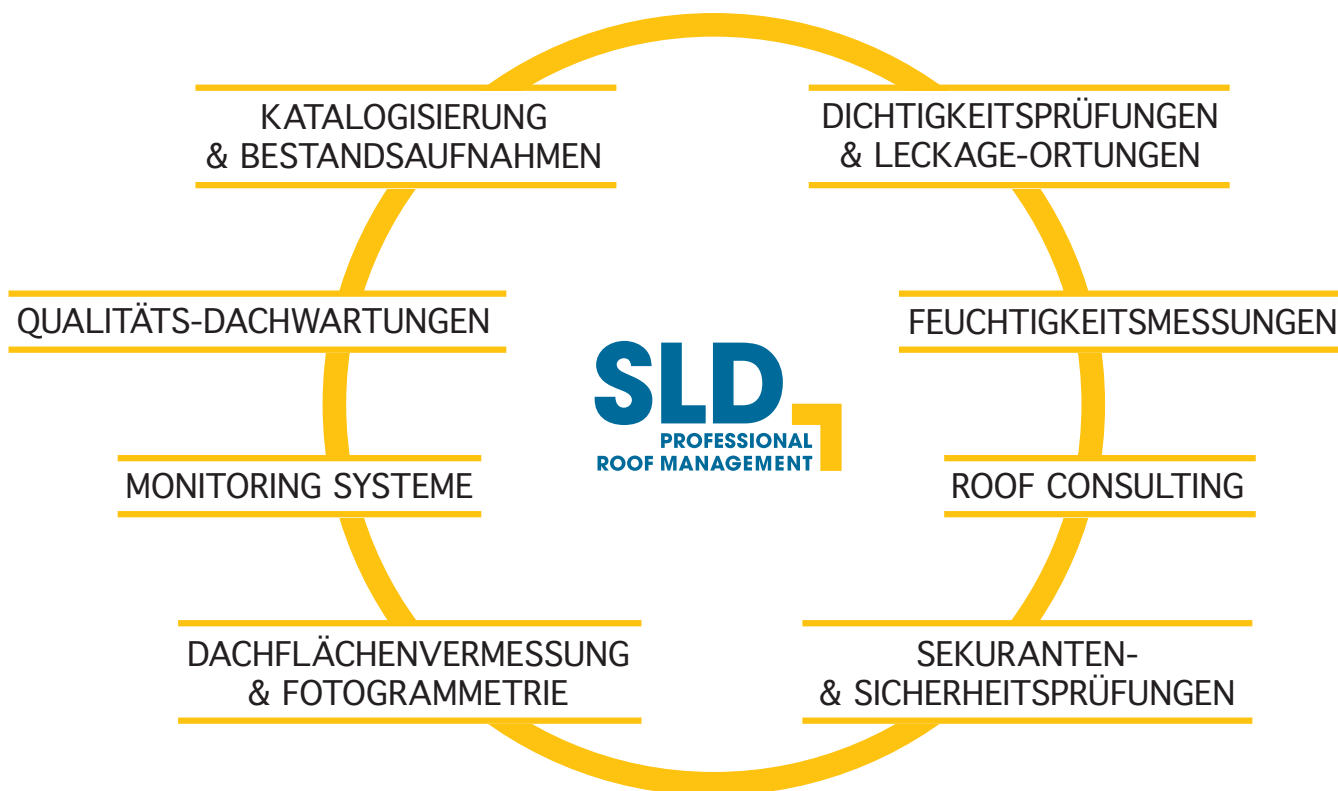 KATALOGISIERUNG
& BESTANDSAUFNAHMEN
DICHTIGKEITSPRÜFUNGEN
& LECKAGE-ORTUNGEN
QUALITÄTS-DACHWARTUNGEN
FEUCHTIGKEITSMESSUNGEN
SLD
PROFESSIONAL
ROOF MANAGEMENT
MONITORING SYSTEME
ROOF CONSULTING
DACHFLÄCHENVERMESSUNG
& FOTOGRAMMETRIE
SEKURANTEN-
& SICHERHEITSPRÜFUNGEN